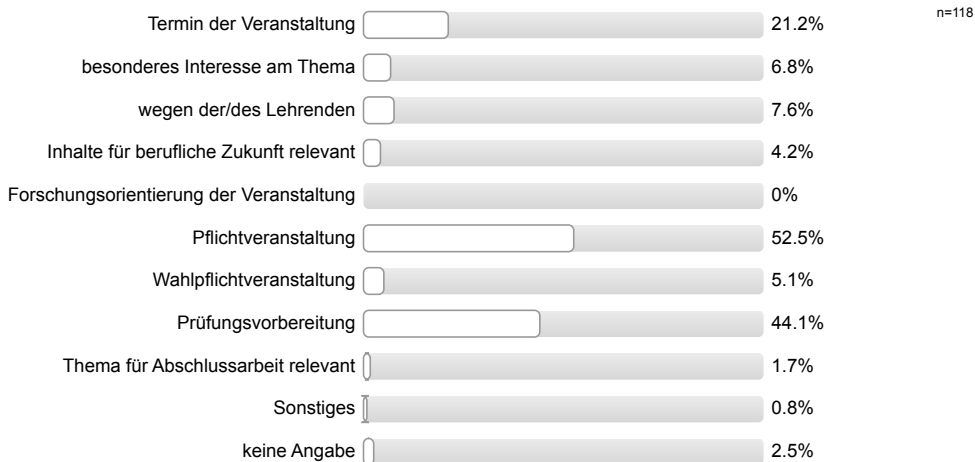 n=118
Termin der Veranstaltung 21.2%
besonderes Interesse am Thema 6.8%
wegen der/des Lehrenden 7.6%
Inhalte für berufliche Zukunft relevant 4.2%
Forschungsorientierung der Veranstaltung 0%
Pflichtveranstaltung 52.5%
Wahlpflichtveranstaltung 5.1%
Prüfungsvorbereitung 44.1%
Thema für Abschlussarbeit relevant 1.7%
Sonstiges 0.8%
keine Angabe 2.5%